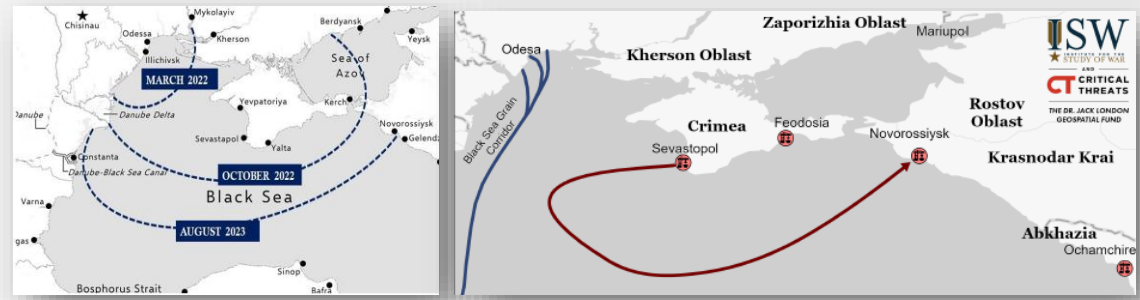 Mykolayiv
Chisinau
Berdyansk
Odessa
Kherson
Yeysk
Illichivsk
Sea of
Azov
MARCH 2022
Yevpatoriya
Kerch
Danube
Danube Delta
Novorossiysk
Sevastopol
Gelend
Yalta
Constanta
Danube-Black Sea Canal
OCTOBER 2022
Black Sea
Varna
AUGUST 2023
gas
Sinop
Bosphorus Strait
Bafra
Zaporizhia Oblast
Mariupol
Odesa
Kherson Oblast
ISW
INSTITUTE FOR THE
STUDY OF WAR
AND
CT CRITICAL
THREATS
THE DR. JACK LONDON
GEOSPATIAL FUND
Rostov
Oblast
Black Sea Grain
Corridor
Crimea
Feodosia
Sevastopol
Novorossiysk
Krasnodar Krai
Abkhazia
Ochamchire